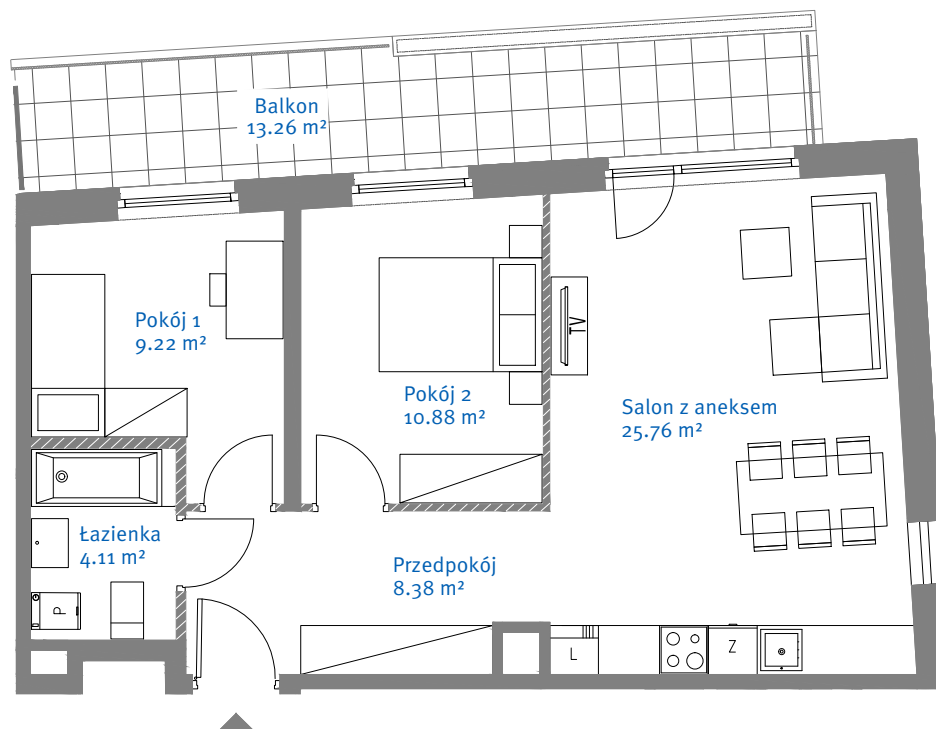 Balkon
13.26 m²
Pokój 1
9.22 m²
Pokój 2
10.88 m²
TV
Salon z aneksem
25.76 m²
Łazienka
4.11 m²
Przedpokój
8.38 m²
P
L
Z